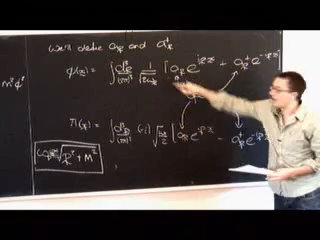 We'll define a_p and a_p^†
φ(x) = ∫ d³p/(2π)³ 1/√(2ω_p) [a_p e^{ip·x} + a_p^† e^{-ip·x}
m²φ²
Π(x) = ∫ d³p/(2π)³ (-i) √(ω_p/2) [a_p e^{ip·x} - a_p^† e^{-ip·x}
√(p² + m²)